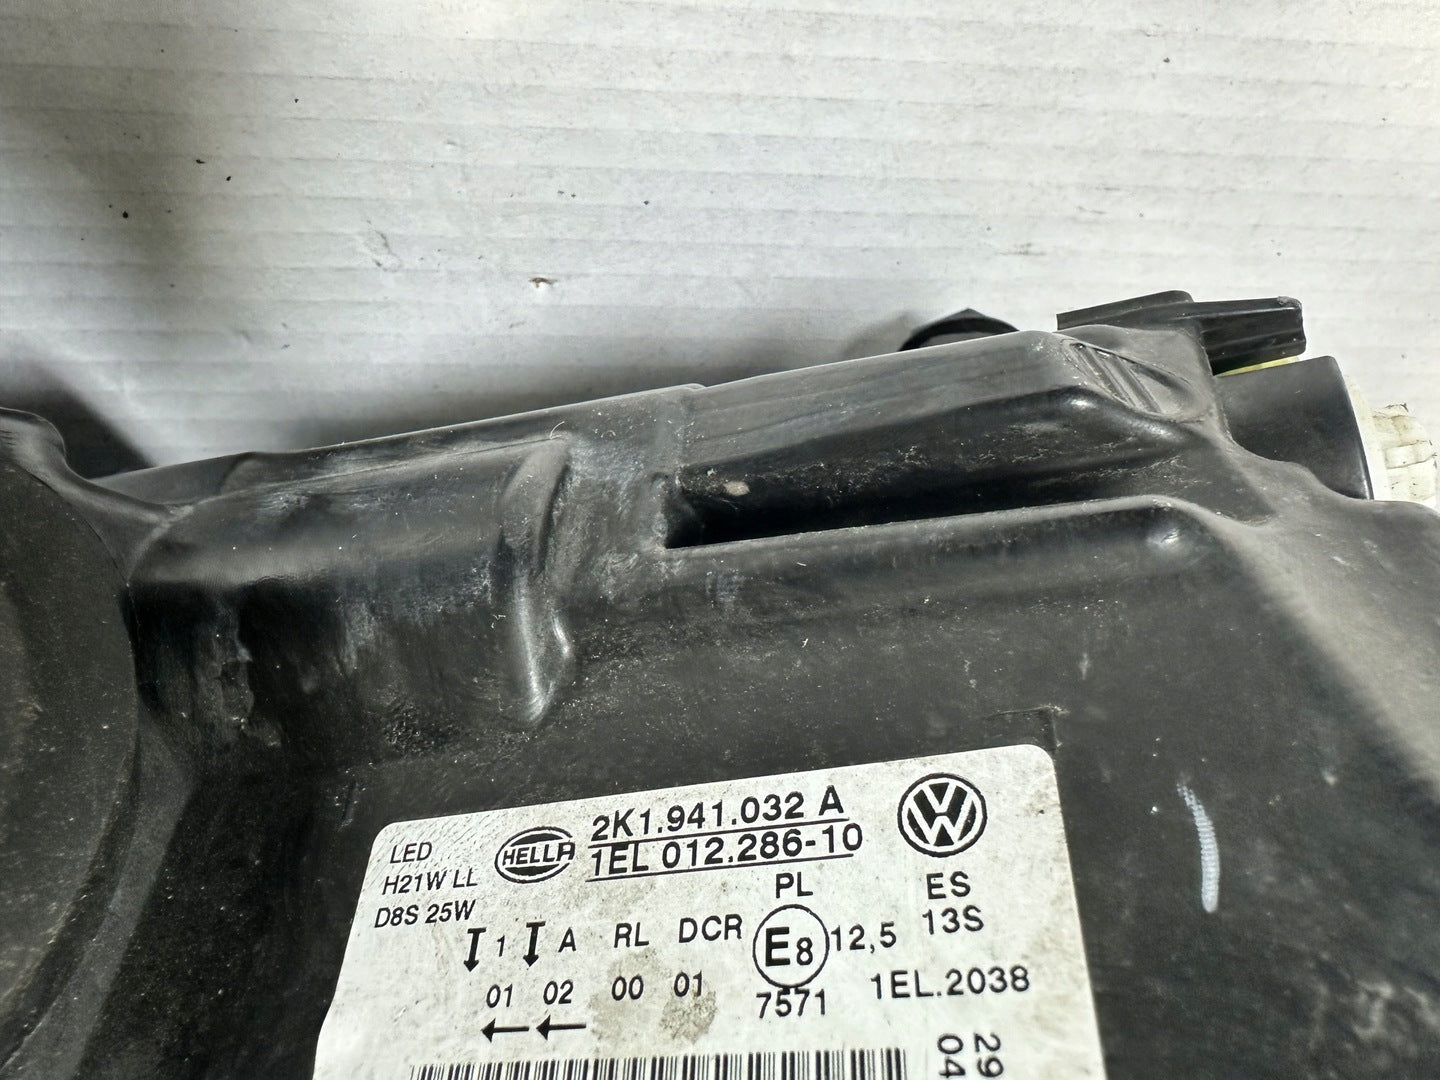 2K1.941.032 A
LED
HELLA
1EL 012.286-10
H21W LL
PL
ES
D8S 25W
1 A RL DCR E8 12,5 13S
01 02 00 01 7571 1EL.2038
29
04